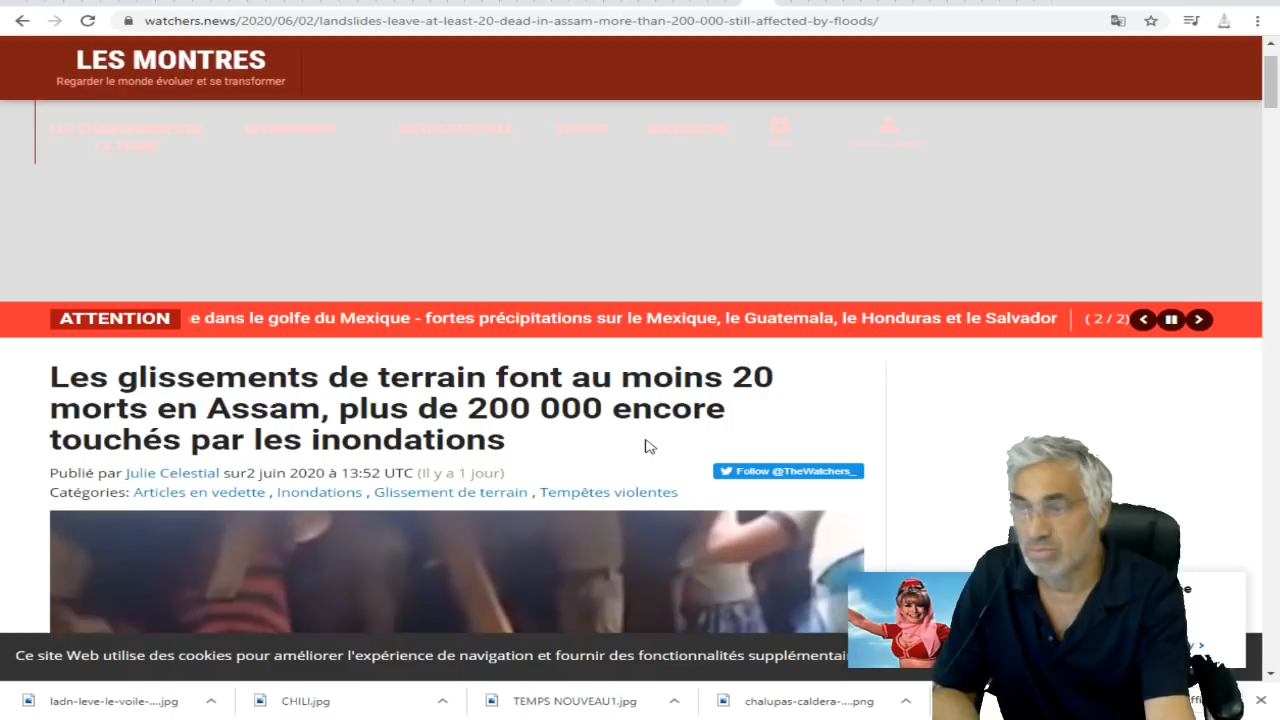 watchers.news/2020/06/02/landslides-leave-at-least-20-dead-in-assam-more-than-200-000-still-affected-by-floods/
LES MONTRES
Regarder le monde évoluer et se transformer
ATTENTION
e dans le golfe du Mexique - fortes précipitations sur le Mexique, le Guatemala, le Honduras et le Salvador
( 2 / 2 )
Les glissements de terrain font au moins 20
morts en Assam, plus de 200 000 encore
touchés par les inondations
Publié par Julie Celestial sur2 juin 2020 à 13:52 UTC (Il y a 1 jour)
Follow @TheWatchers_
Catégories: Articles en vedette , Inondations , Glissement de terrain , Tempêtes violentes
Ce site Web utilise des cookies pour améliorer l'expérience de navigation et fournir des fonctionnalités supplémentai
ladn-leve-le-voile-....jpg
CHILI.jpg
TEMPS NOUVEAU1.jpg
chalupas-caldera-....png